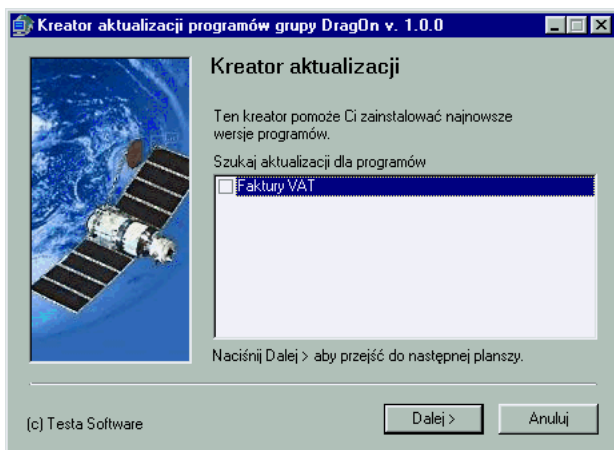 Kreator aktualizacji programów grupy DragOn v. 1.0.0
Kreator aktualizacji
Ten kreator pomoże Ci zainstalować najnowsze
wersje programów.
Szukaj aktualizacji dla programów
Faktury VAT
Naciśnij Dalej > aby przejść do następnej planszy.
(c) Testa Software
Dalej >
Anuluj